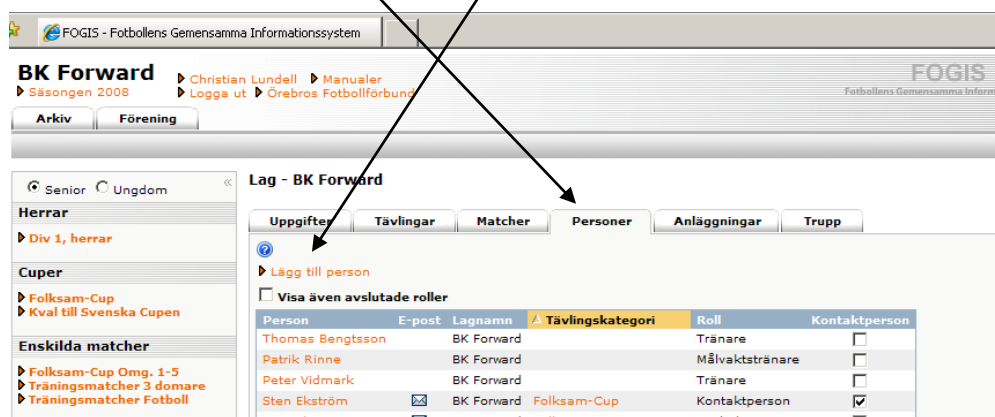 FOGIS - Fotbollens Gemensamma Informationssystem
BK Forward
Christian Lundell Manualer
Säsongen 2008 Logga ut Örebros Fotbollförbund
FOGIS
Fotbollens Gemensamma Inform
Arkiv Förening
Senior Ungdom «
Herrar
Div 1, herrar
Cuper
Folksam-Cup
Kval till Svenska Cupen
Enskilda matcher
Folksam-Cup Omg. 1-5
Träningsmatcher 3 domare
Träningsmatcher Fotboll
Lag - BK Forward
Uppgifter Tävlingar Matcher Personer Anläggningar Trupp
?
Lägg till person
Visa även avslutade roller
Person E-post Lagnamn Tävlingskategori Roll Kontaktperson
Thomas Bengtsson BK Forward Tränare
Patrik Rinne BK Forward Målvaktstränare
Peter Vidmark BK Forward Tränare
Sten Ekström BK Forward Folksam-Cup Kontaktperson